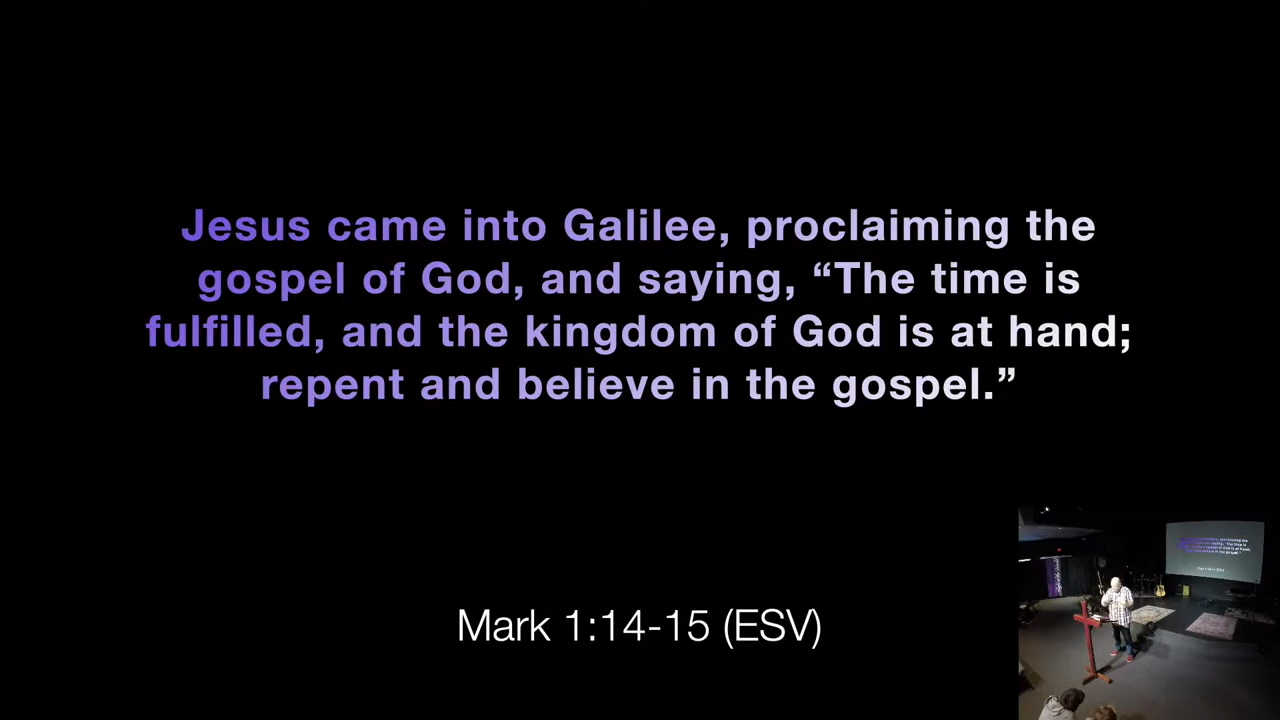 Jesus came into Galilee, proclaiming the
gospel of God, and saying, “The time is
fulfilled, and the kingdom of God is at hand;
repent and believe in the gospel.”
Mark 1:14-15 (ESV)